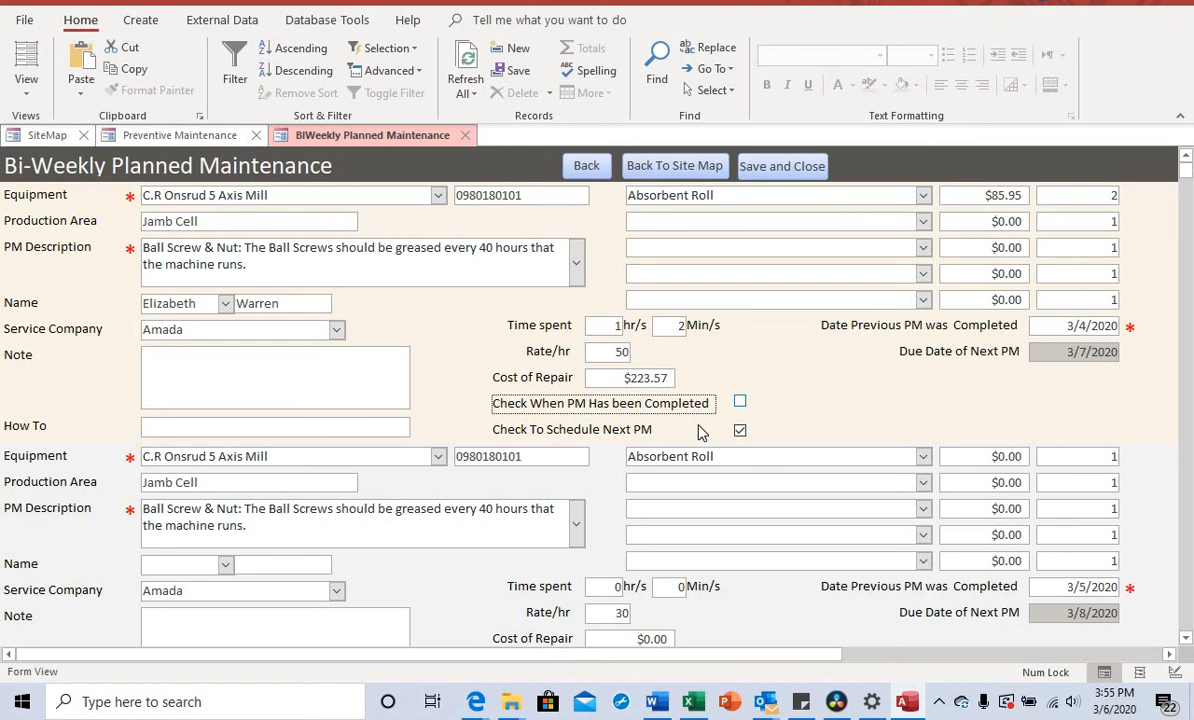 File Home Create External Data Database Tools Help Tell me what you want to do
View Paste Cut Copy Format Painter Filter Ascending Descending Remove Sort Selection Advanced Toggle Filter Refresh All New Save Delete Totals Spelling More Find Replace Go To Select B I U A
Views Clipboard Sort & Filter Records Find Text Formatting
SiteMap Preventive Maintenance BIWeekly Planned Maintenance
Bi-Weekly Planned Maintenance Back Back To Site Map Save and Close
Equipment * C.R Onsrud 5 Axis Mill 0980180101 Absorbent Roll $85.95 2
Production Area Jamb Cell $0.00 1
PM Description * Ball Screw & Nut: The Ball Screws should be greased every 40 hours that $0.00 1
the machine runs.
$0.00 1
Name Elizabeth Warren $0.00 1
Service Company Amada Time spent 1 hr/s 2 Min/s Date Previous PM was Completed 3/4/2020 *
Note Rate/hr 50 Due Date of Next PM 3/7/2020
Cost of Repair $223.57
Check When PM Has been Completed
How To Check To Schedule Next PM
Equipment * C.R Onsrud 5 Axis Mill 0980180101 Absorbent Roll $0.00 1
Production Area Jamb Cell $0.00 1
PM Description * Ball Screw & Nut: The Ball Screws should be greased every 40 hours that $0.00 1
the machine runs.
$0.00 1
Name $0.00 1
Service Company Amada Time spent 0 hr/s 0 Min/s Date Previous PM was Completed 3/5/2020 *
Note Rate/hr 30 Due Date of Next PM 3/8/2020
Cost of Repair $0.00
Form View Num Lock
Type here to search 3:55 PM
3/6/2020 22